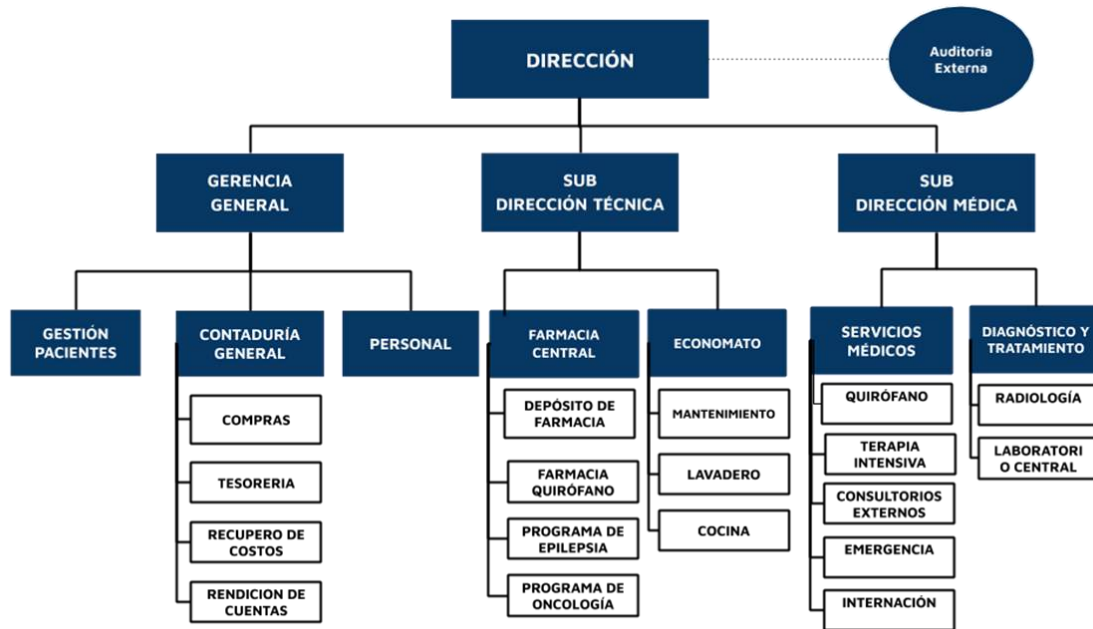 DIRECCIÓN
Auditoria
Externa
GERENCIA
GENERAL
SUB
DIRECCIÓN TÉCNICA
SUB
DIRECCIÓN MÉDICA
GESTIÓN
PACIENTES
CONTADURÍA
GENERAL
PERSONAL
FARMACIA
CENTRAL
ECONOMATO
SERVICIOS
MÉDICOS
DIAGNÓSTICO Y
TRATAMIENTO
COMPRAS
TESORERIA
RECUPERO DE
COSTOS
RENDICION DE
CUENTAS
DEPÓSITO DE
FARMACIA
FARMACIA
QUIRÓFANO
PROGRAMA DE
EPILEPSIA
PROGRAMA DE
ONCOLOGÍA
MANTENIMIENTO
LAVADERO
COCINA
QUIRÓFANO
TERAPIA
INTENSIVA
CONSULTORIOS
EXTERNOS
EMERGENCIA
INTERNACIÓN
RADIOLOGÍA
LABORATORI
O CENTRAL